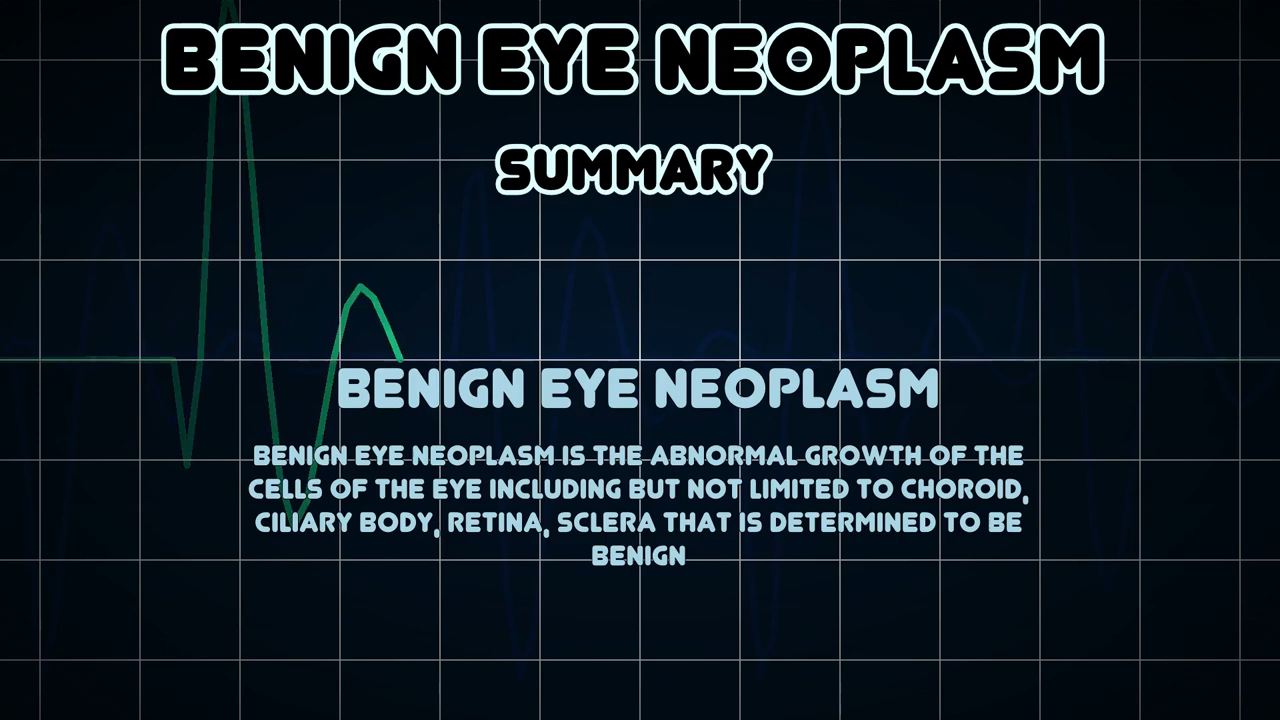 BENIGN EYE NEOPLASM
SUMMARY
BENIGN EYE NEOPLASM
BENIGN EYE NEOPLASM IS THE ABNORMAL GROWTH OF THE
CELLS OF THE EYE INCLUDING BUT NOT LIMITED TO CHOROID,
CILIARY BODY, RETINA, SCLERA THAT IS DETERMINED TO BE
BENIGN